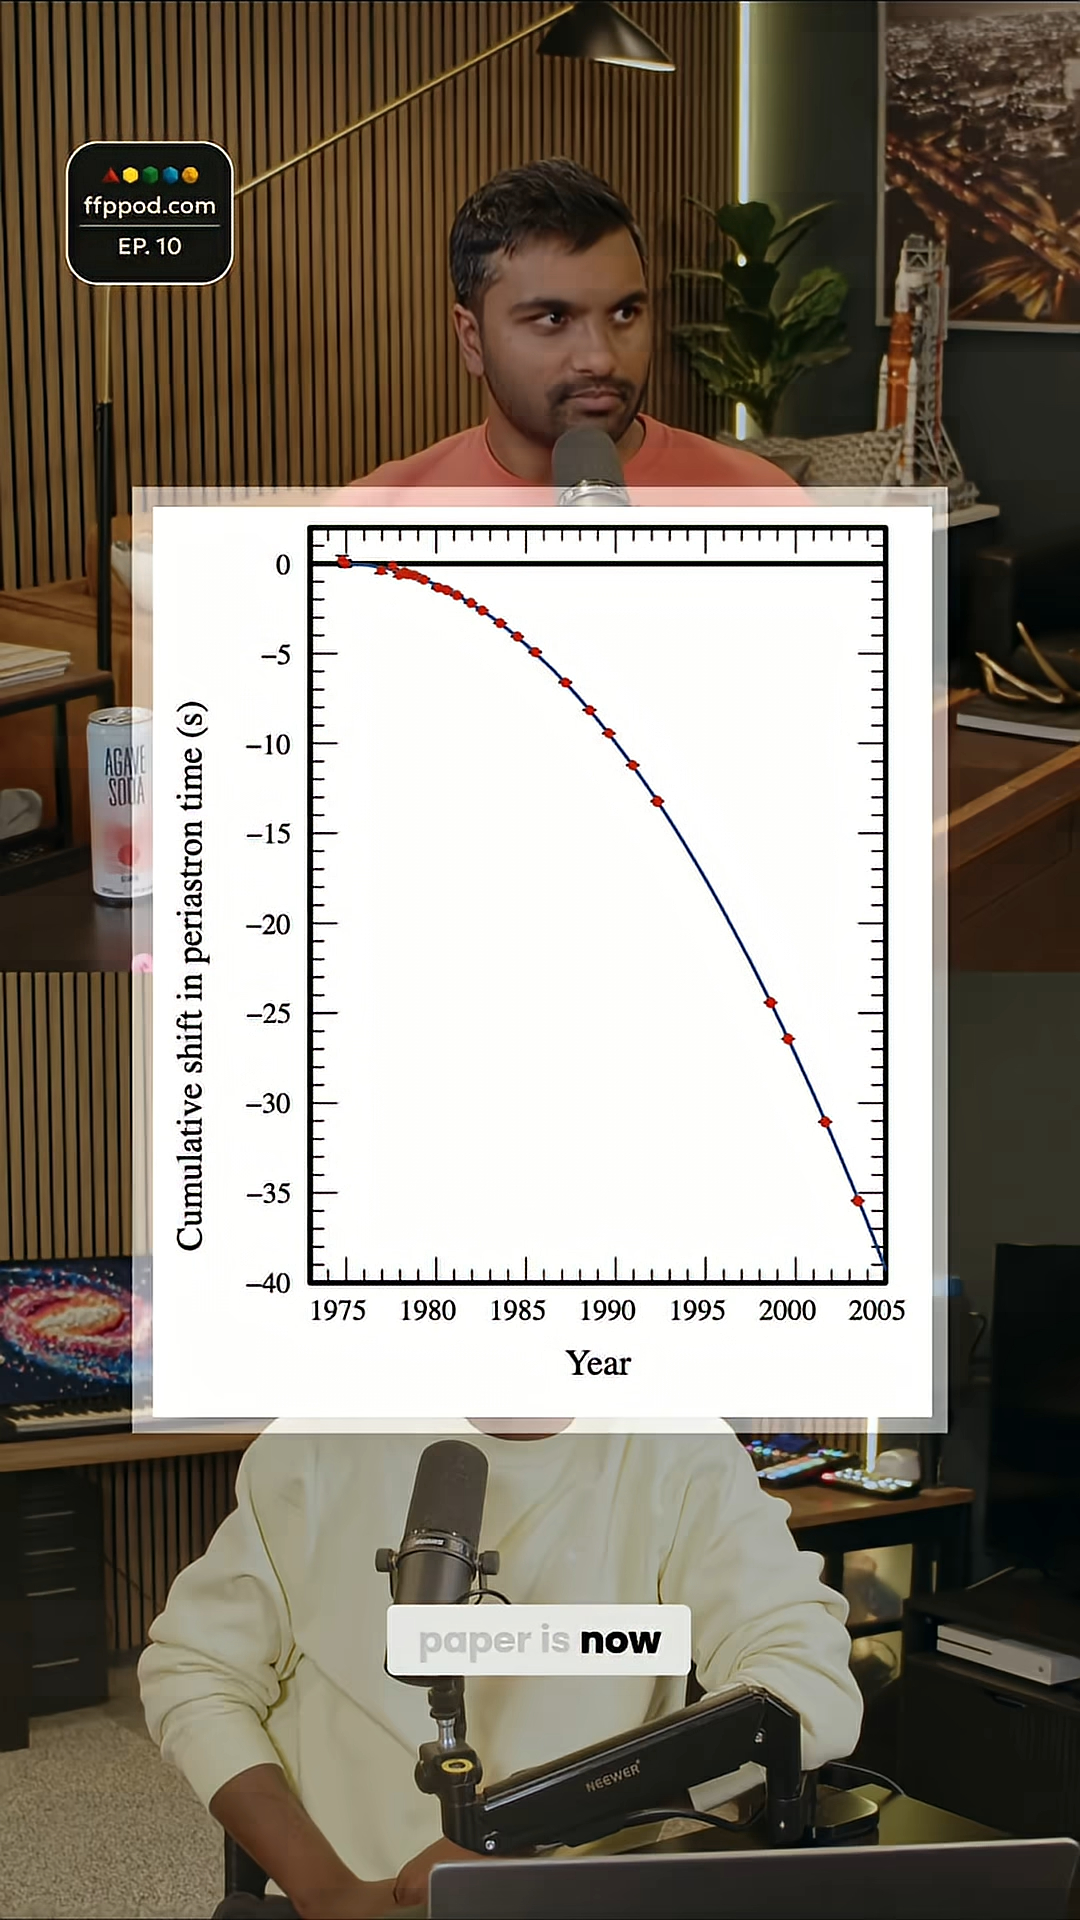 ffppod.com
EP. 10
AGAVE
SODA
Cumulative shift in periastron time (s)
0
–5
–10
–15
–20
–25
–30
–35
–40
1975 1980 1985 1990 1995 2000 2005
Year
paper is now
NEEWER